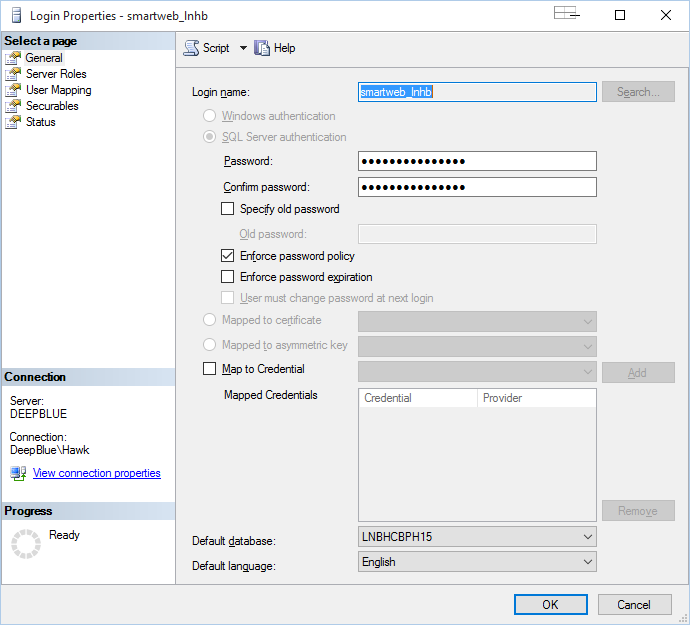 Login Properties - smartweb_lnhb
Select a page
General
Server Roles
User Mapping
Securables
Status
Script
Help
Login name:
smartweb_lnhb
Search...
Windows authentication
SQL Server authentication
Password:
●●●●●●●●●●●●●●●
Confirm password:
●●●●●●●●●●●●●●●
Specify old password
Old password:
Enforce password policy
Enforce password expiration
User must change password at next login
Mapped to certificate
Mapped to asymmetric key
Map to Credential
Add
Mapped Credentials
Credential Provider
Remove
Default database:
LNBHCBPH15
Default language:
English
Connection
Server:
DEEPBLUE
Connection:
DeepBlue\Hawk
View connection properties
Progress
Ready
OK
Cancel